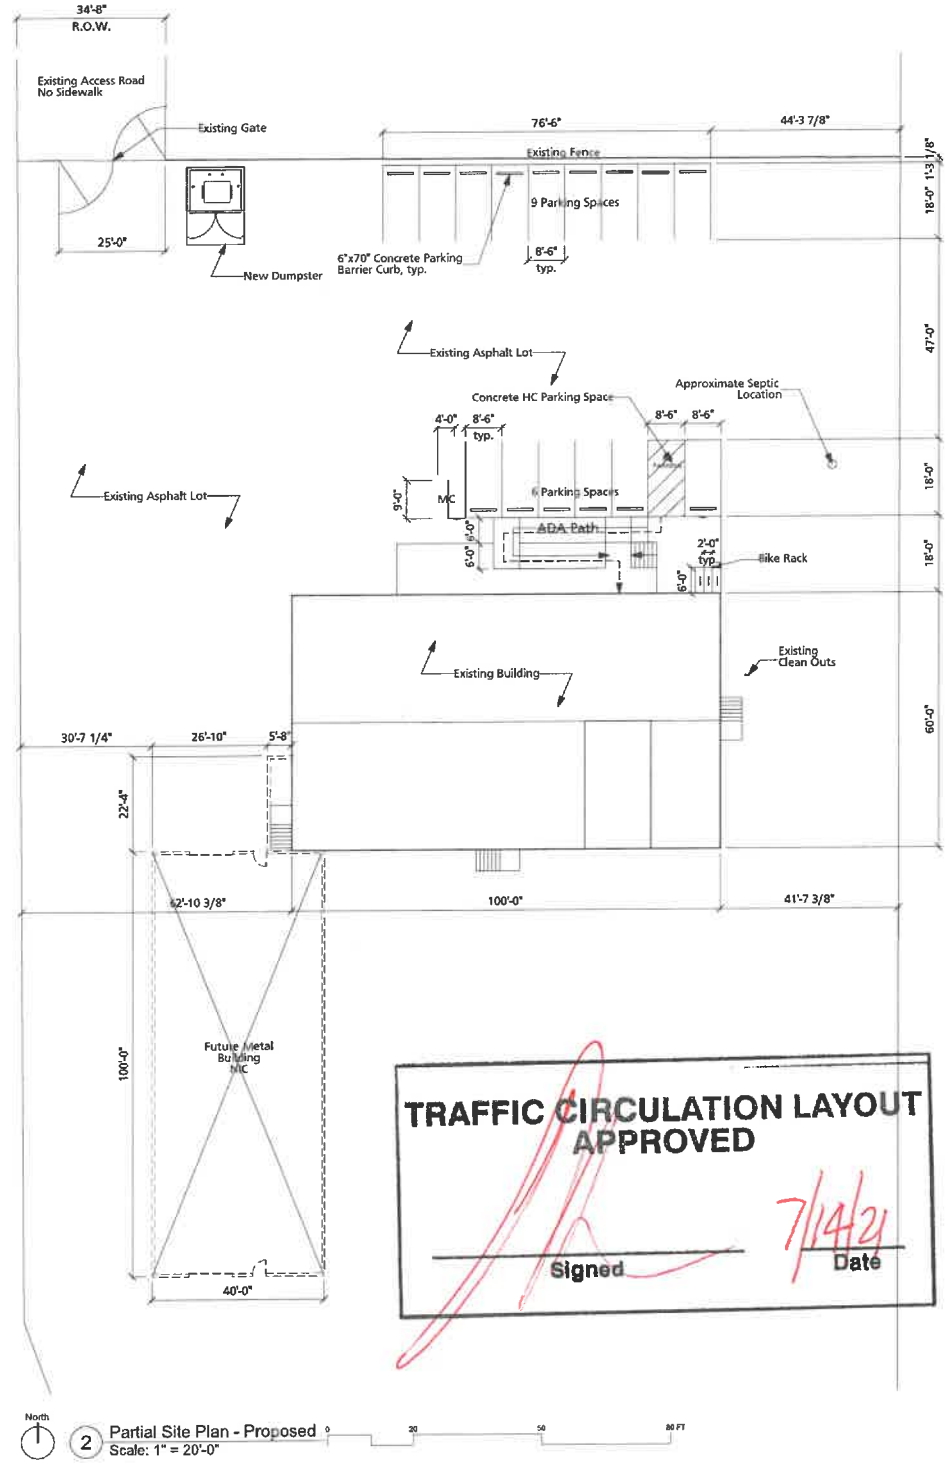 34'-8"
R.O.W.
Existing Access Road
No Sidewalk
Existing Gate
76'-6"
44'-3 7/8"
1'-3 1/8"
Existing Fence
9 Parking Spaces
18'-0"
25'-0"
6"x70" Concrete Parking
Barrier Curb, typ.
8'-6"
typ.
New Dumpster
47'-0"
Existing Asphalt Lot
Approximate Septic
Location
Concrete HC Parking Space
4'-0"
8'-6"
typ.
8'-6"
8'-6"
18'-0"
Existing Asphalt Lot
9'-0"
MC
6 Parking Spaces
ADA Path
6'-0"
6'-0"
2'-0"
typ.
Bike Rack
6'-0"
18'-0"
Existing
Clean Outs
Existing Building
60'-0"
30'-7 1/4"
26'-10"
5'-8"
22'-4"
62'-10 3/8"
100'-0"
41'-7 3/8"
100'-0"
Future Metal
Building
NIC
40'-0"
TRAFFIC CIRCULATION LAYOUT
APPROVED
7/14/21
Signed
Date
North
2
Partial Site Plan - Proposed
Scale: 1" = 20'-0"
0
20
50
80 FT